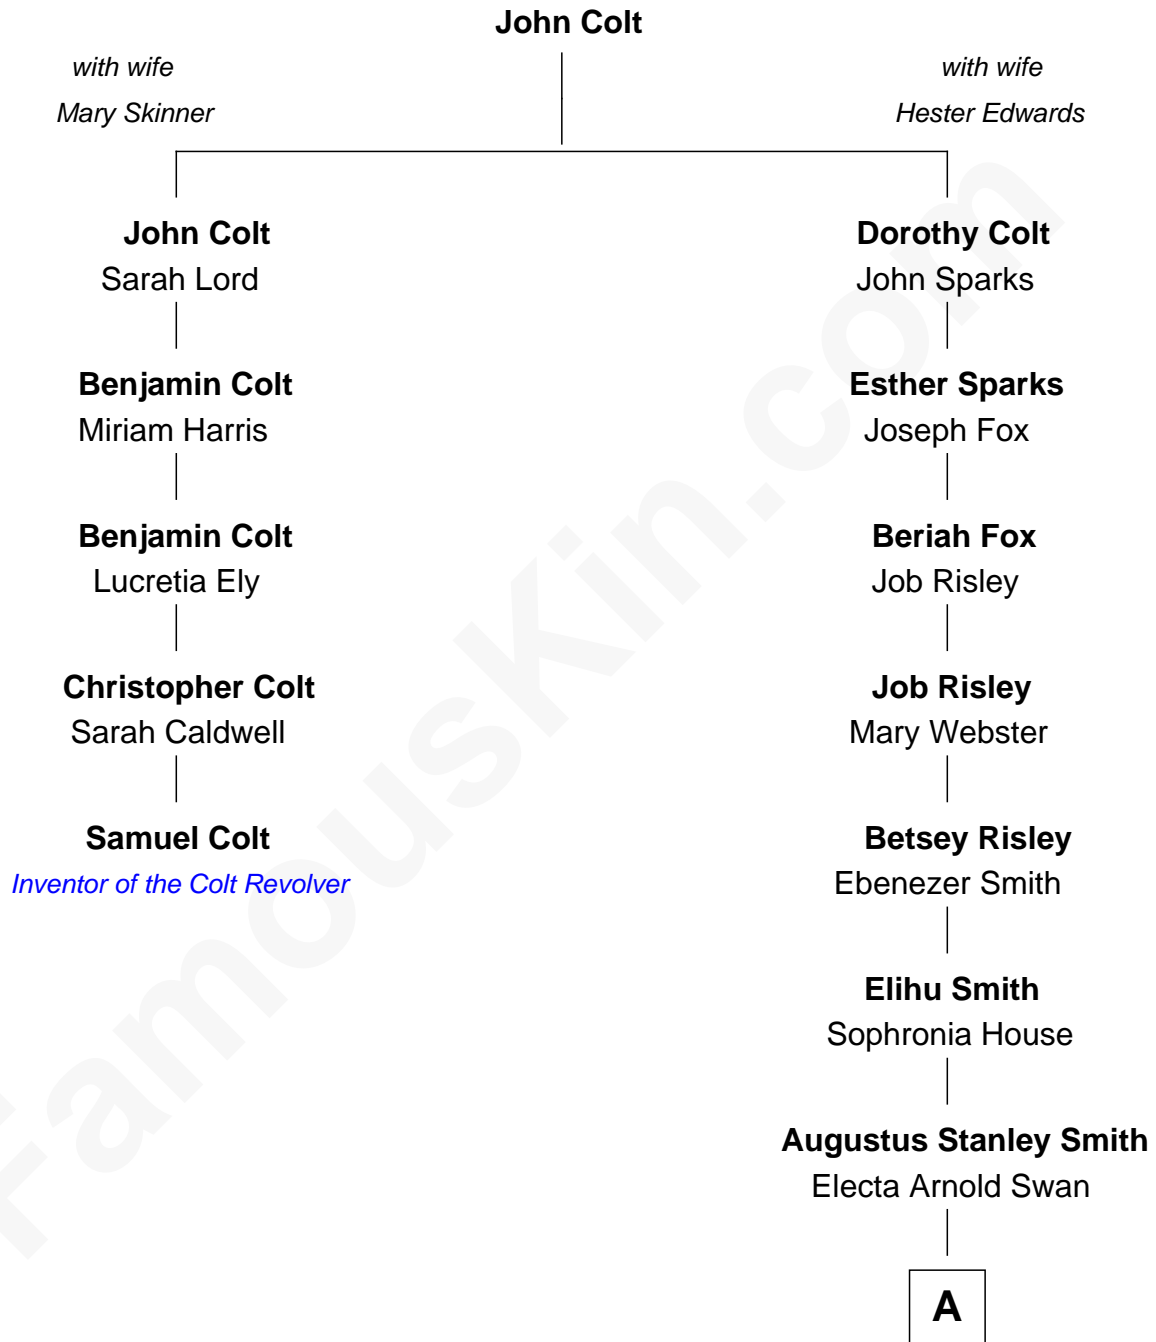 John Colt
with wife
Mary Skinner
with wife
Hester Edwards
John Colt
Sarah Lord
Dorothy Colt
John Sparks
Benjamin Colt
Miriam Harris
Esther Sparks
Joseph Fox
Benjamin Colt
Lucretia Ely
Beriah Fox
Job Risley
Christopher Colt
Sarah Caldwell
Job Risley
Mary Webster
Samuel Colt
Inventor of the Colt Revolver
Betsey Risley
Ebenezer Smith
Elihu Smith
Sophronia House
Augustus Stanley Smith
Electa Arnold Swan
A
FamousKin.com